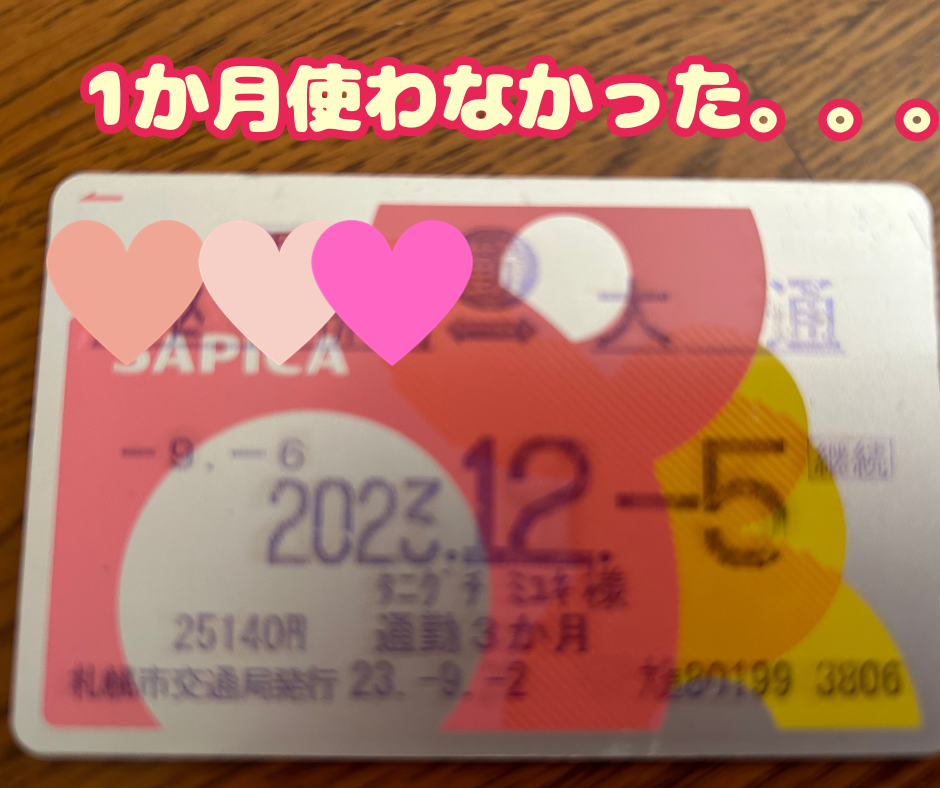 1か月使わなかった。。。
⇔ 大 通
SAPICA
-9.-6
継続
2023.12.-5
タニグチ ミユキ様
25140円 通勤3か月
札幌市交通局発行 23.-9.-2 80199 3806